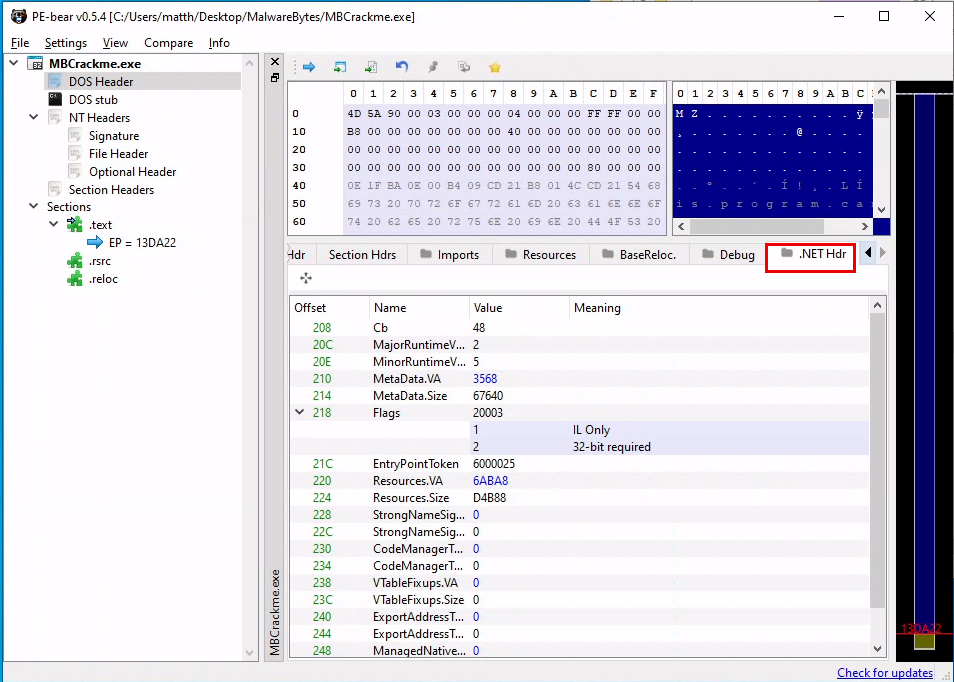 PE-bear v0.5.4 [C:/Users/matth/Desktop/MalwareBytes/MBCrackme.exe]
File Settings View Compare Info
MBCrackme.exe
DOS Header
DOS stub
NT Headers
Signature
File Header
Optional Header
Section Headers
Sections
.text
EP = 13DA22
.rsrc
.reloc
MBCrackme.exe
0 1 2 3 4 5 6 7 8 9 A B C D E F
0 4D 5A 90 00 03 00 00 00 04 00 00 00 FF FF 00 00
10 B8 00 00 00 00 00 00 00 40 00 00 00 00 00 00 00
20 00 00 00 00 00 00 00 00 00 00 00 00 00 00 00 00
30 00 00 00 00 00 00 00 00 00 00 00 00 80 00 00 00
40 0E 1F BA 0E 00 B4 09 CD 21 B8 01 4C CD 21 54 68
50 69 73 20 70 72 6F 67 72 61 6D 20 63 61 6E 6E 6F
60 74 20 62 65 20 72 75 6E 20 69 6E 20 44 4F 53 20
0 1 2 3 4 5 6 7 8 9 A B C
M Z . . . . . . . . . . ÿ
¸ . . . . . . . @ . . . .
. . . . . . . . . . . . .
. . . . . . . . . . . . .
. . º . . ´ . Í ! ¸ . L Í
i s . p r o g r a m . c a
Hdr Section Hdrs Imports Resources BaseReloc. Debug .NET Hdr
Offset Name Value Meaning
208 Cb 48
20C MajorRuntimeV... 2
20E MinorRuntimeV... 5
210 MetaData.VA 3568
214 MetaData.Size 67640
218 Flags 20003
1 IL Only
2 32-bit required
21C EntryPointToken 6000025
220 Resources.VA 6ABA8
224 Resources.Size D4B88
228 StrongNameSig... 0
22C StrongNameSig... 0
230 CodeManagerT... 0
234 CodeManagerT... 0
238 VTableFixups.VA 0
23C VTableFixups.Size 0
240 ExportAddressT... 0
244 ExportAddressT... 0
248 ManagedNative... 0
13DA22
Check for updates